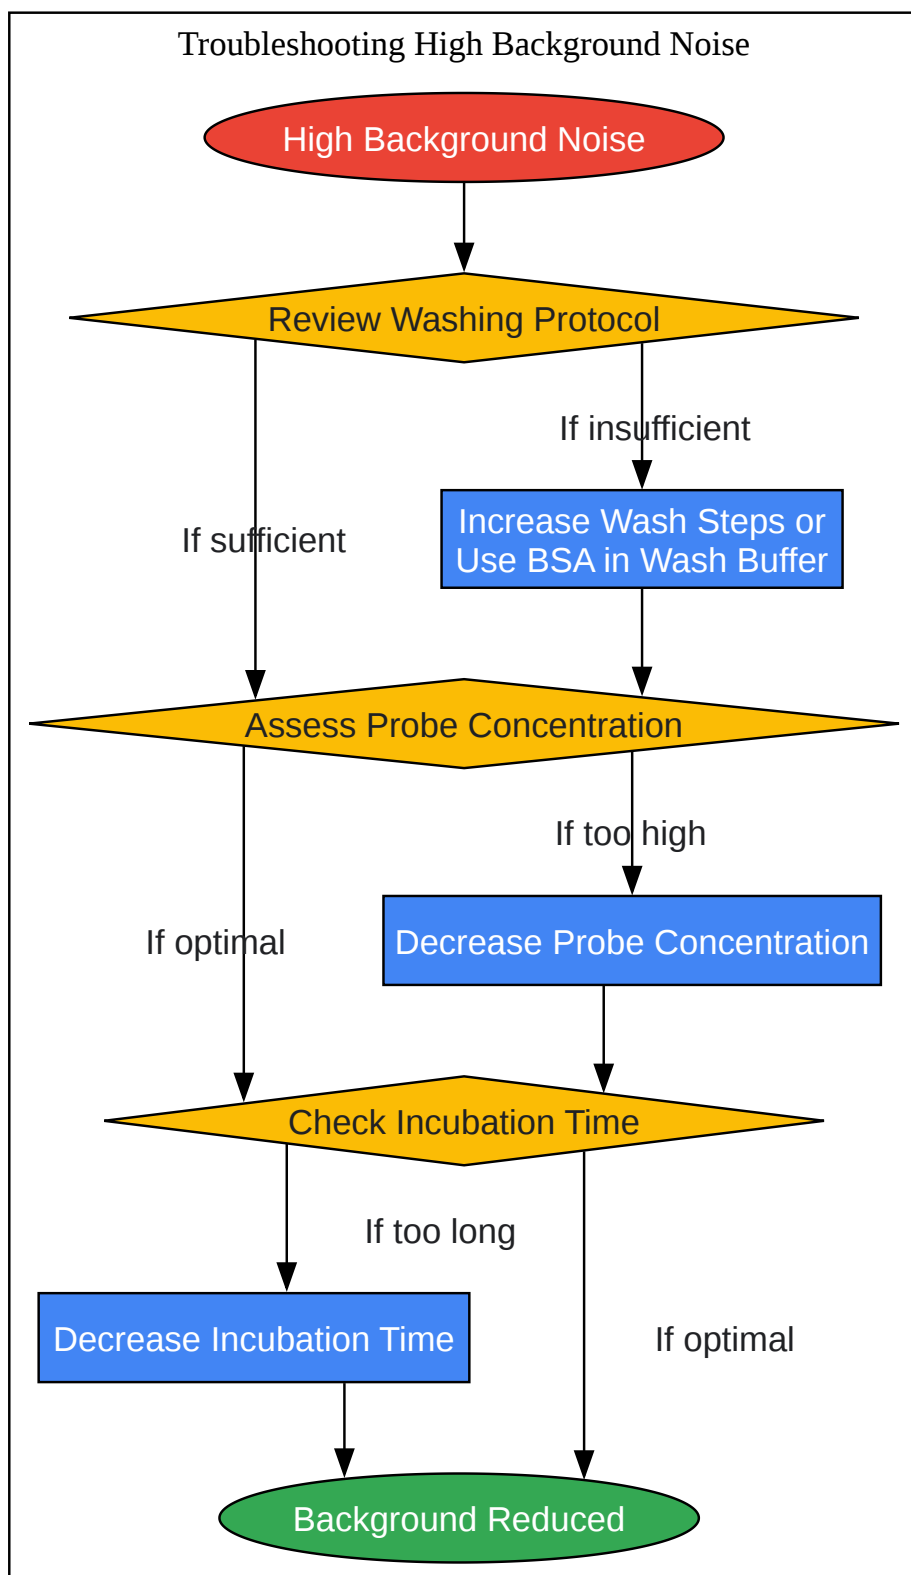 Troubleshooting High Background Noise
High Background Noise
Review Washing Protocol
If insufficient
Increase Wash Steps or
Use BSA in Wash Buffer
If sufficient
Assess Probe Concentration
If too high
Decrease Probe Concentration
If optimal
Check Incubation Time
If too long
Decrease Incubation Time
If optimal
Background Reduced